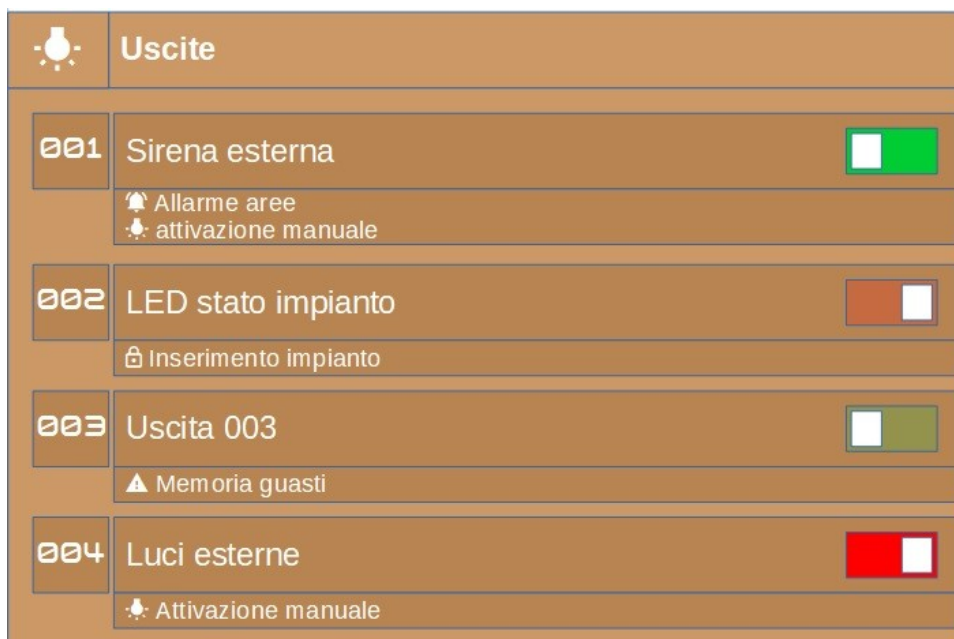 Uscite
001
Sirena esterna
Allarme aree
attivazione manuale
002
LED stato impianto
Inserimento impianto
003
Uscita 003
Memoria guasti
004
Luci esterne
Attivazione manuale